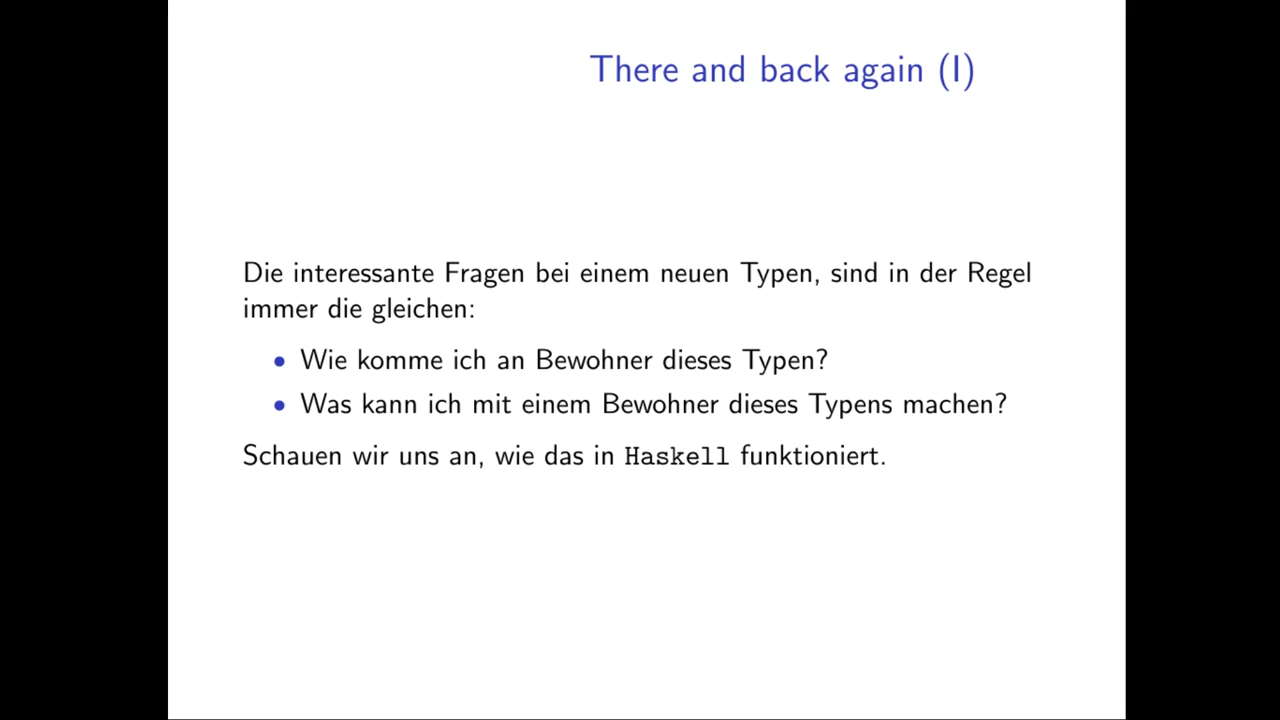 There and back again (I)
Die interessante Fragen bei einem neuen Typen, sind in der Regel
immer die gleichen:
• Wie komme ich an Bewohner dieses Typen?
• Was kann ich mit einem Bewohner dieses Typens machen?
Schauen wir uns an, wie das in Haskell funktioniert.